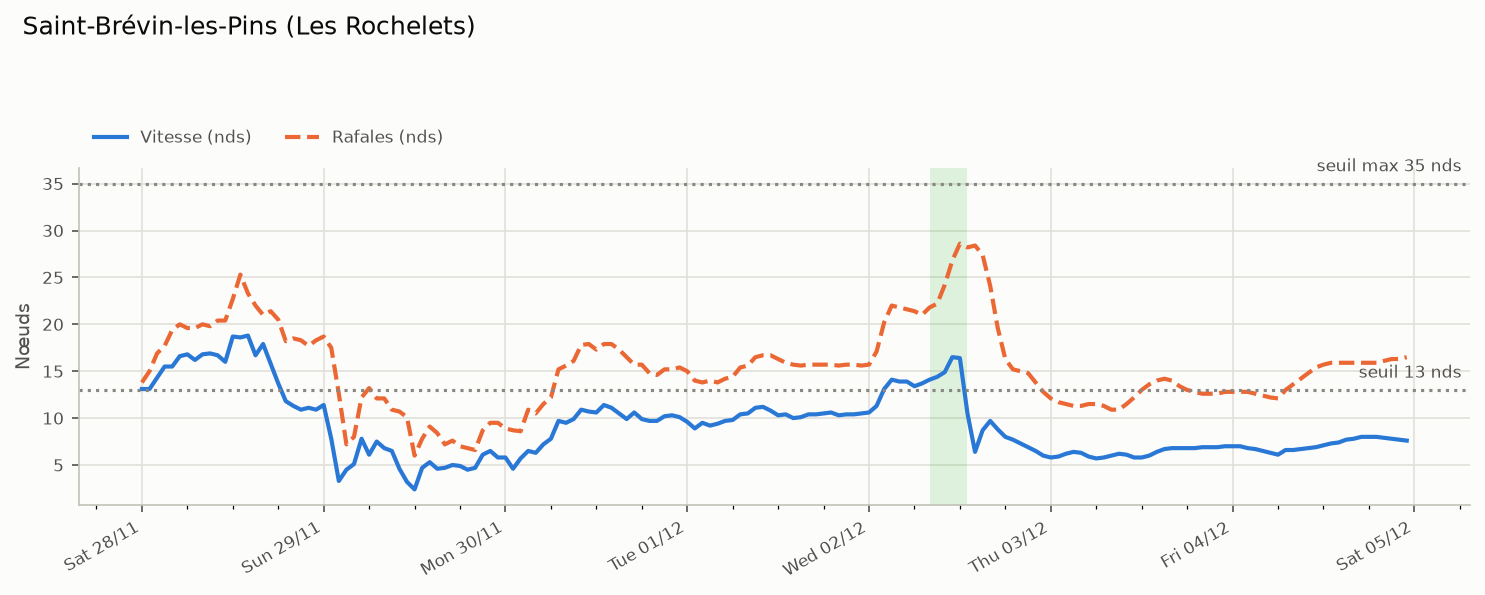 Saint-Brévin-les-Pins (Les Rochelets)
Vitesse (nds) Rafales (nds)
seuil max 35 nds
35
30
25
20
15
10
5
Nœuds
seuil 13 nds
Sat 28/11 Sun 29/11 Mon 30/11 Tue 01/12 Wed 02/12 Thu 03/12 Fri 04/12 Sat 05/12